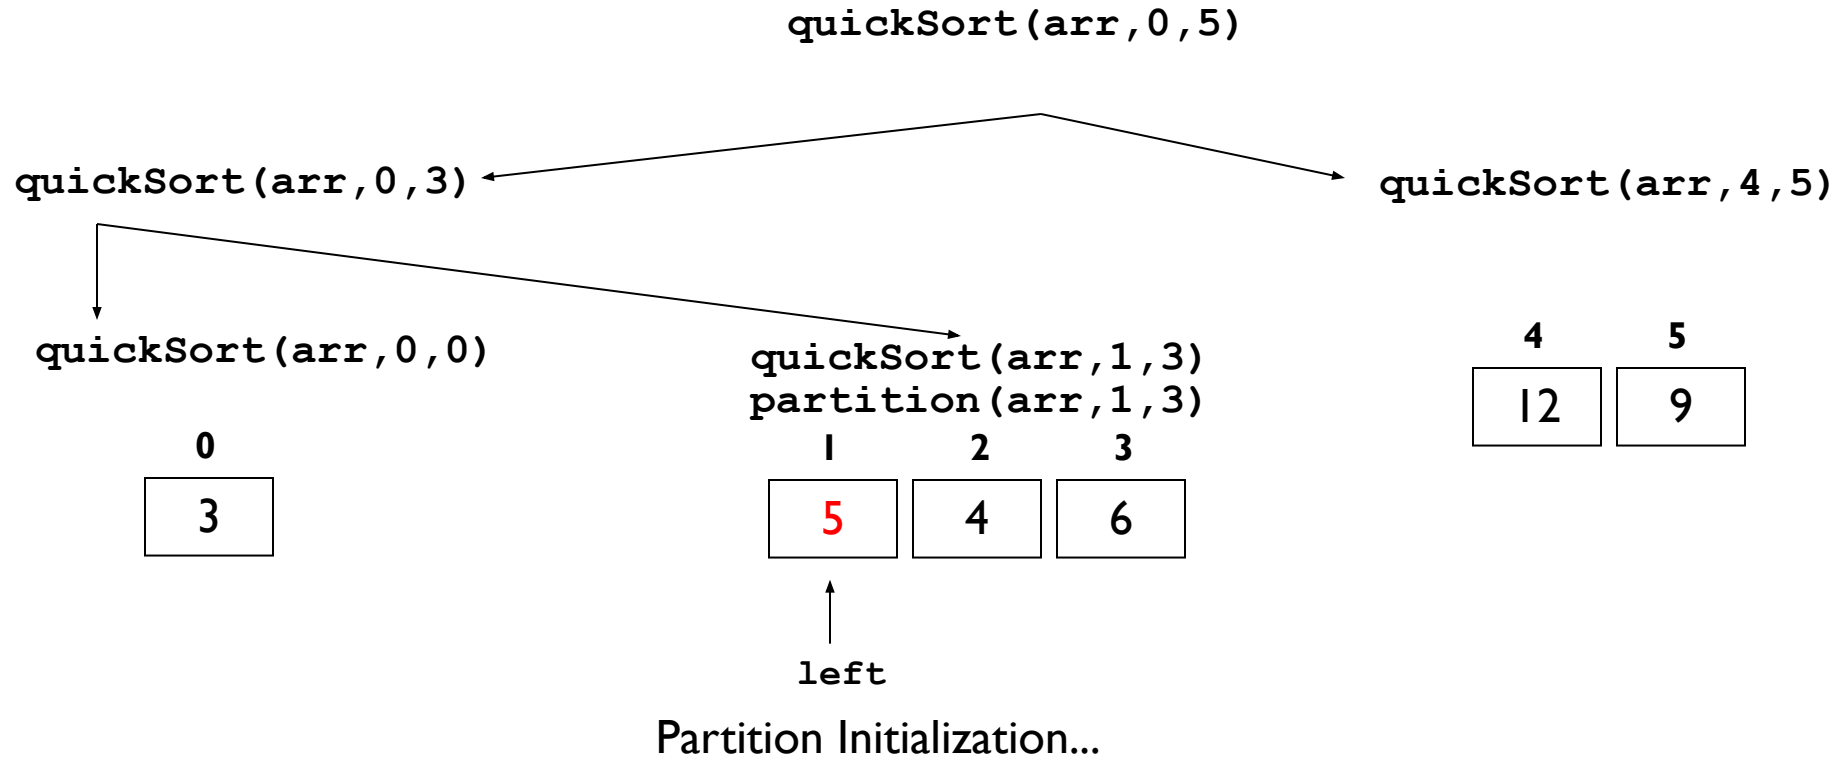 quickSort(arr,0,5)
quickSort(arr,0,3)
quickSort(arr,4,5)
quickSort(arr,0,0)
quickSort(arr,1,3)
partition(arr,1,3)
4 5
12 9
0
3
1 2 3
5 4 6
left
Partition Initialization...